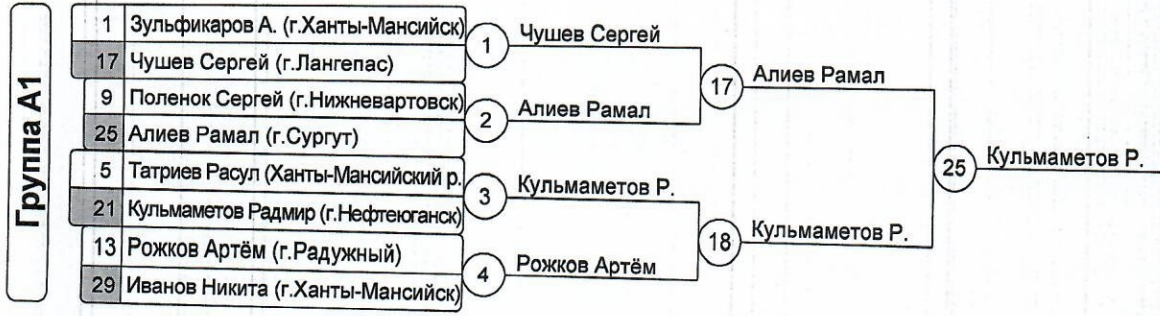 Группа А1
1 Зульфикаров А. (г.Ханты-Мансийск)
17 Чушев Сергей (г.Лангепас)
9 Поленок Сергей (г.Нижневартовск)
25 Алиев Рамал (г.Сургут)
5 Татриев Расул (Ханты-Мансийский р.
21 Кульмаметов Радмир (г.Нефтеюганск)
13 Рожков Артём (г.Радужный)
29 Иванов Никита (г.Ханты-Мансийск)
1 Чушев Сергей
2 Алиев Рамал
3 Кульмаметов Р.
4 Рожков Артём
17 Алиев Рамал
18 Кульмаметов Р.
25 Кульмаметов Р.